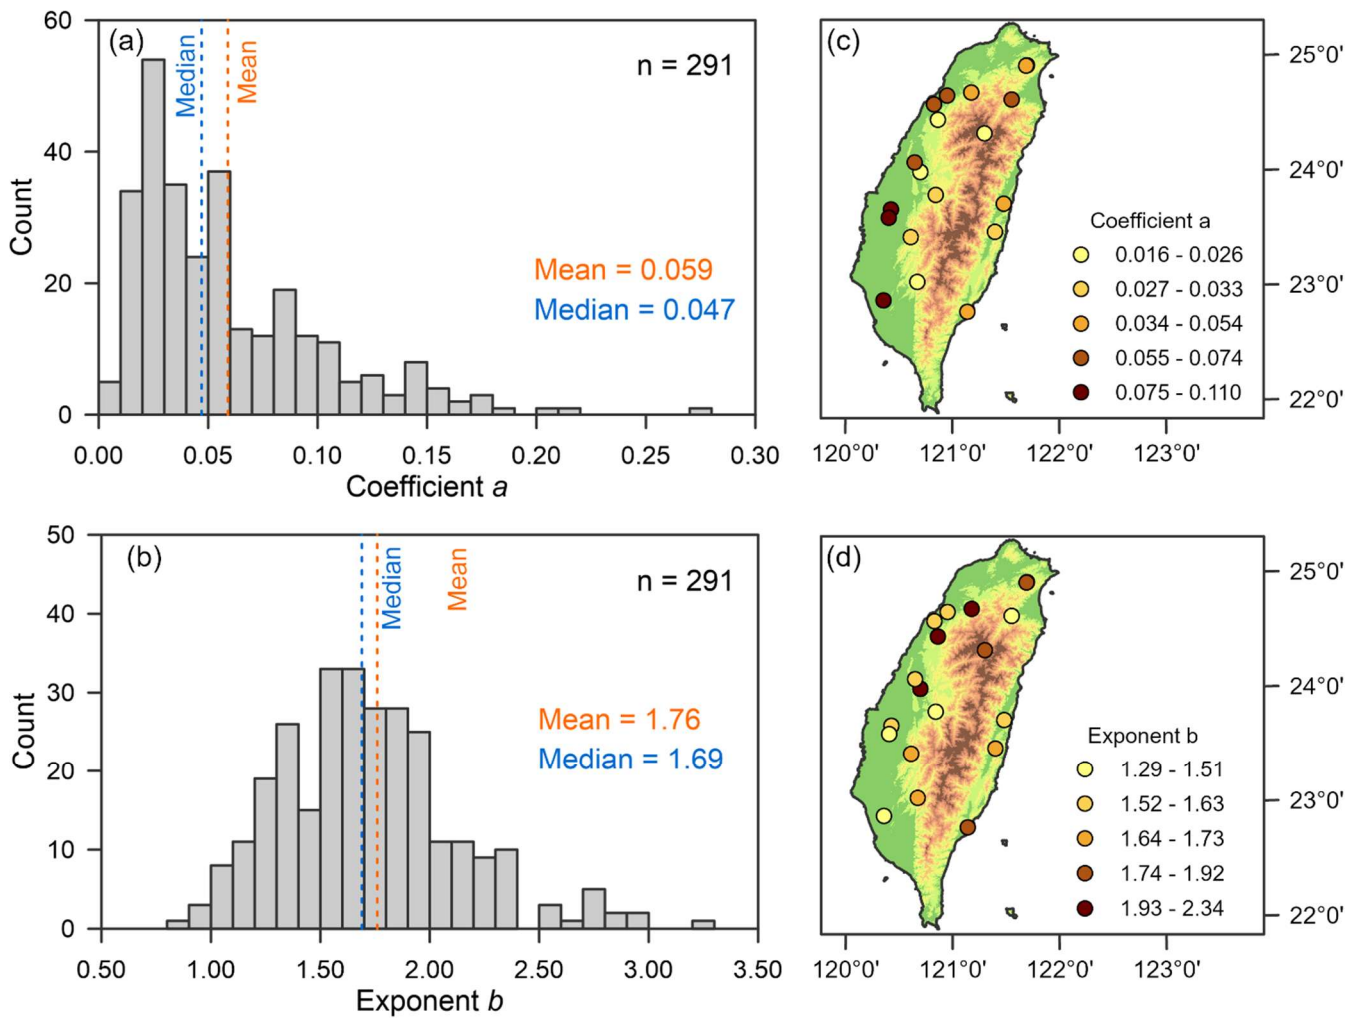 (a)
Median
Mean
n = 291
Mean = 0.059
Median = 0.047
60
40
20
0
Count
0.00 0.05 0.10 0.15 0.20 0.25 0.30
Coefficient a
(c)
25°0'
24°0'
23°0'
22°0'
Coefficient a
0.016 - 0.026
0.027 - 0.033
0.034 - 0.054
0.055 - 0.074
0.075 - 0.110
120°0' 121°0' 122°0' 123°0'
(b)
Median
Mean
n = 291
Mean = 1.76
Median = 1.69
50
40
30
20
10
0
Count
0.50 1.00 1.50 2.00 2.50 3.00 3.50
Exponent b
(d)
25°0'
24°0'
23°0'
22°0'
Exponent b
1.29 - 1.51
1.52 - 1.63
1.64 - 1.73
1.74 - 1.92
1.93 - 2.34
120°0' 121°0' 122°0' 123°0'